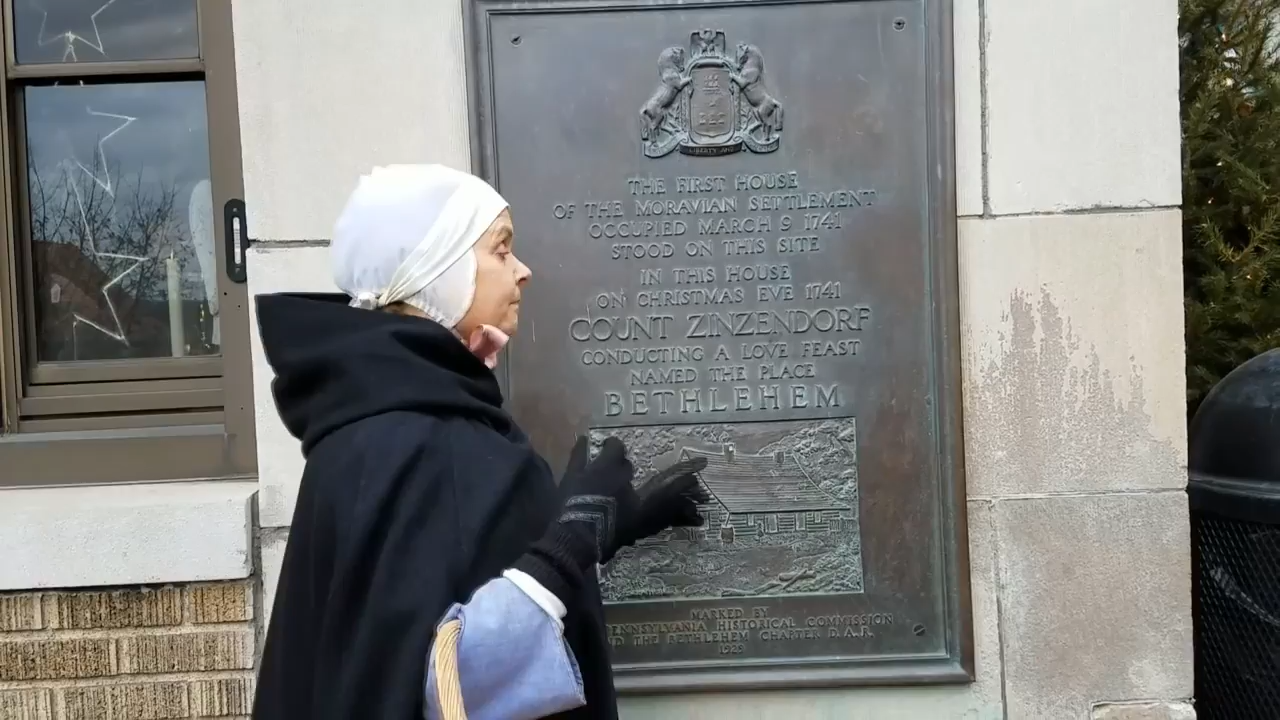 LIBERTY AND
THE FIRST HOUSE
OF THE MORAVIAN SETTLEMENT
OCCUPIED MARCH 9 1741
STOOD ON THIS SITE
IN THIS HOUSE
ON CHRISTMAS EVE 1741
COUNT ZINZENDORF
CONDUCTING A LOVE FEAST
NAMED THE PLACE
BETHLEHEM
MARKED BY
PENNSYLVANIA HISTORICAL COMMISSION
THE BETHLEHEM CHAPTER D.A.R.